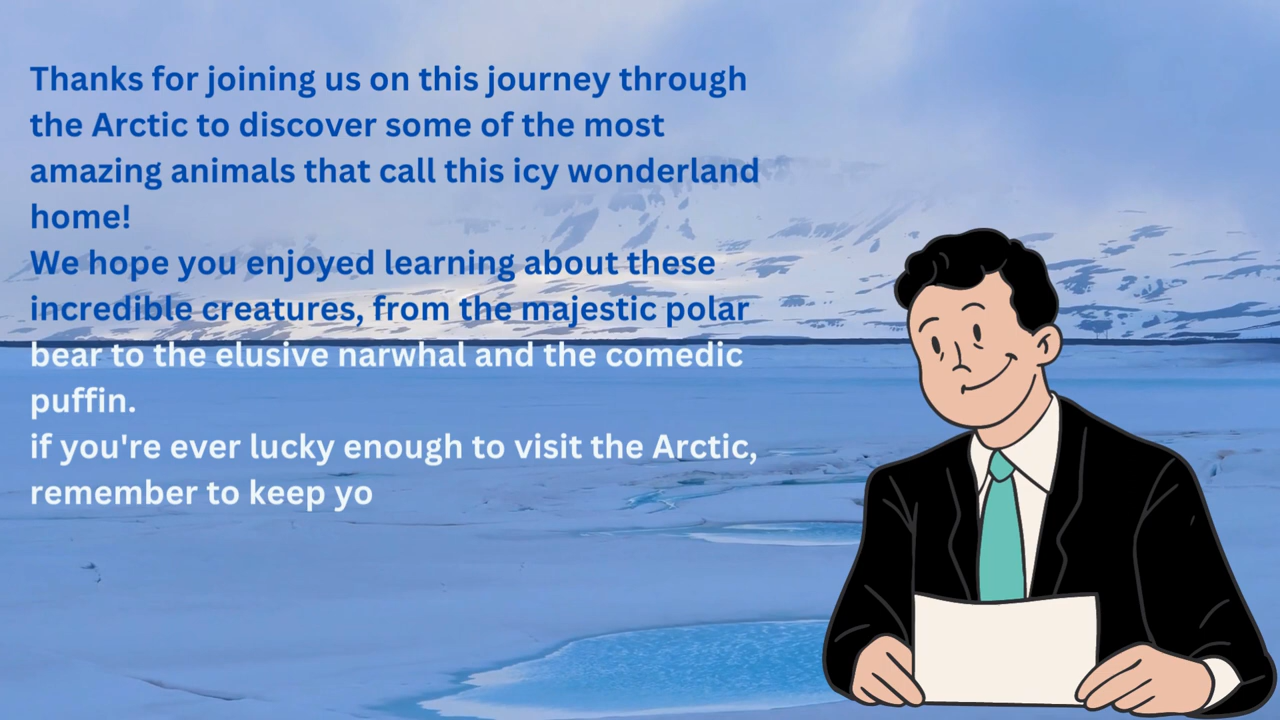 Thanks for joining us on this journey through
the Arctic to discover some of the most
amazing animals that call this icy wonderland
home!
We hope you enjoyed learning about these
incredible creatures, from the majestic polar
bear to the elusive narwhal and the comedic
puffin.
if you're ever lucky enough to visit the Arctic,
remember to keep yo